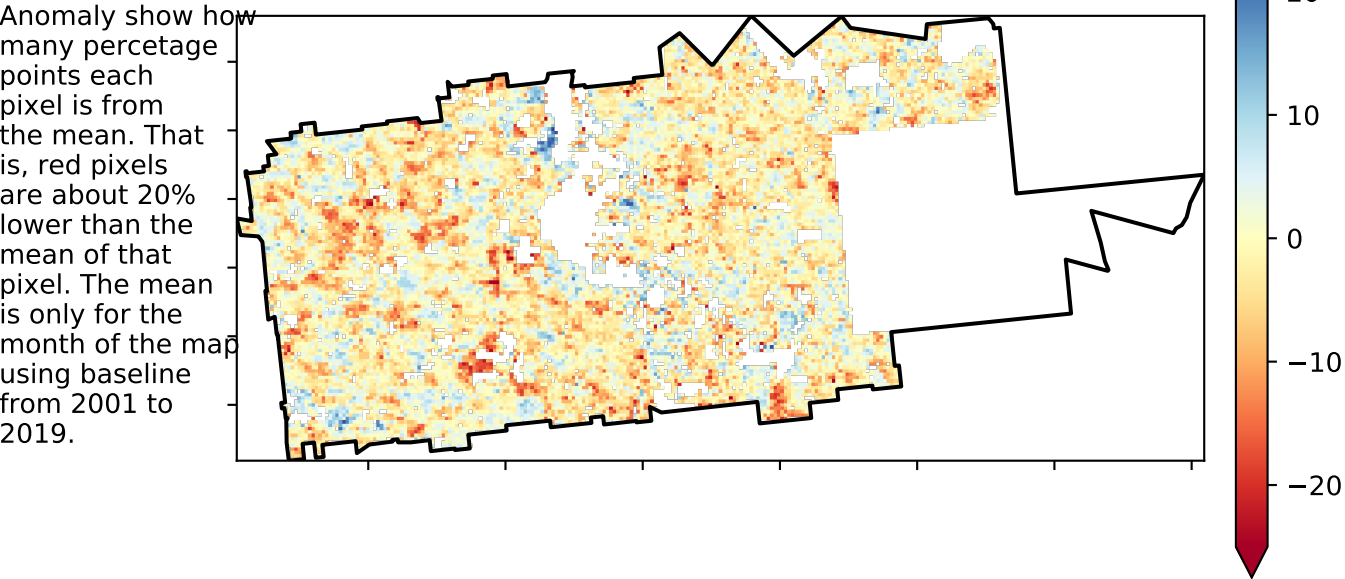 Anomaly show how
many percetage
points each
pixel is from
the mean. That
is, red pixels
are about 20%
lower than the
mean of that
pixel. The mean
is only for the
month of the map
using baseline
from 2001 to
2019.
10
0
−10
−20